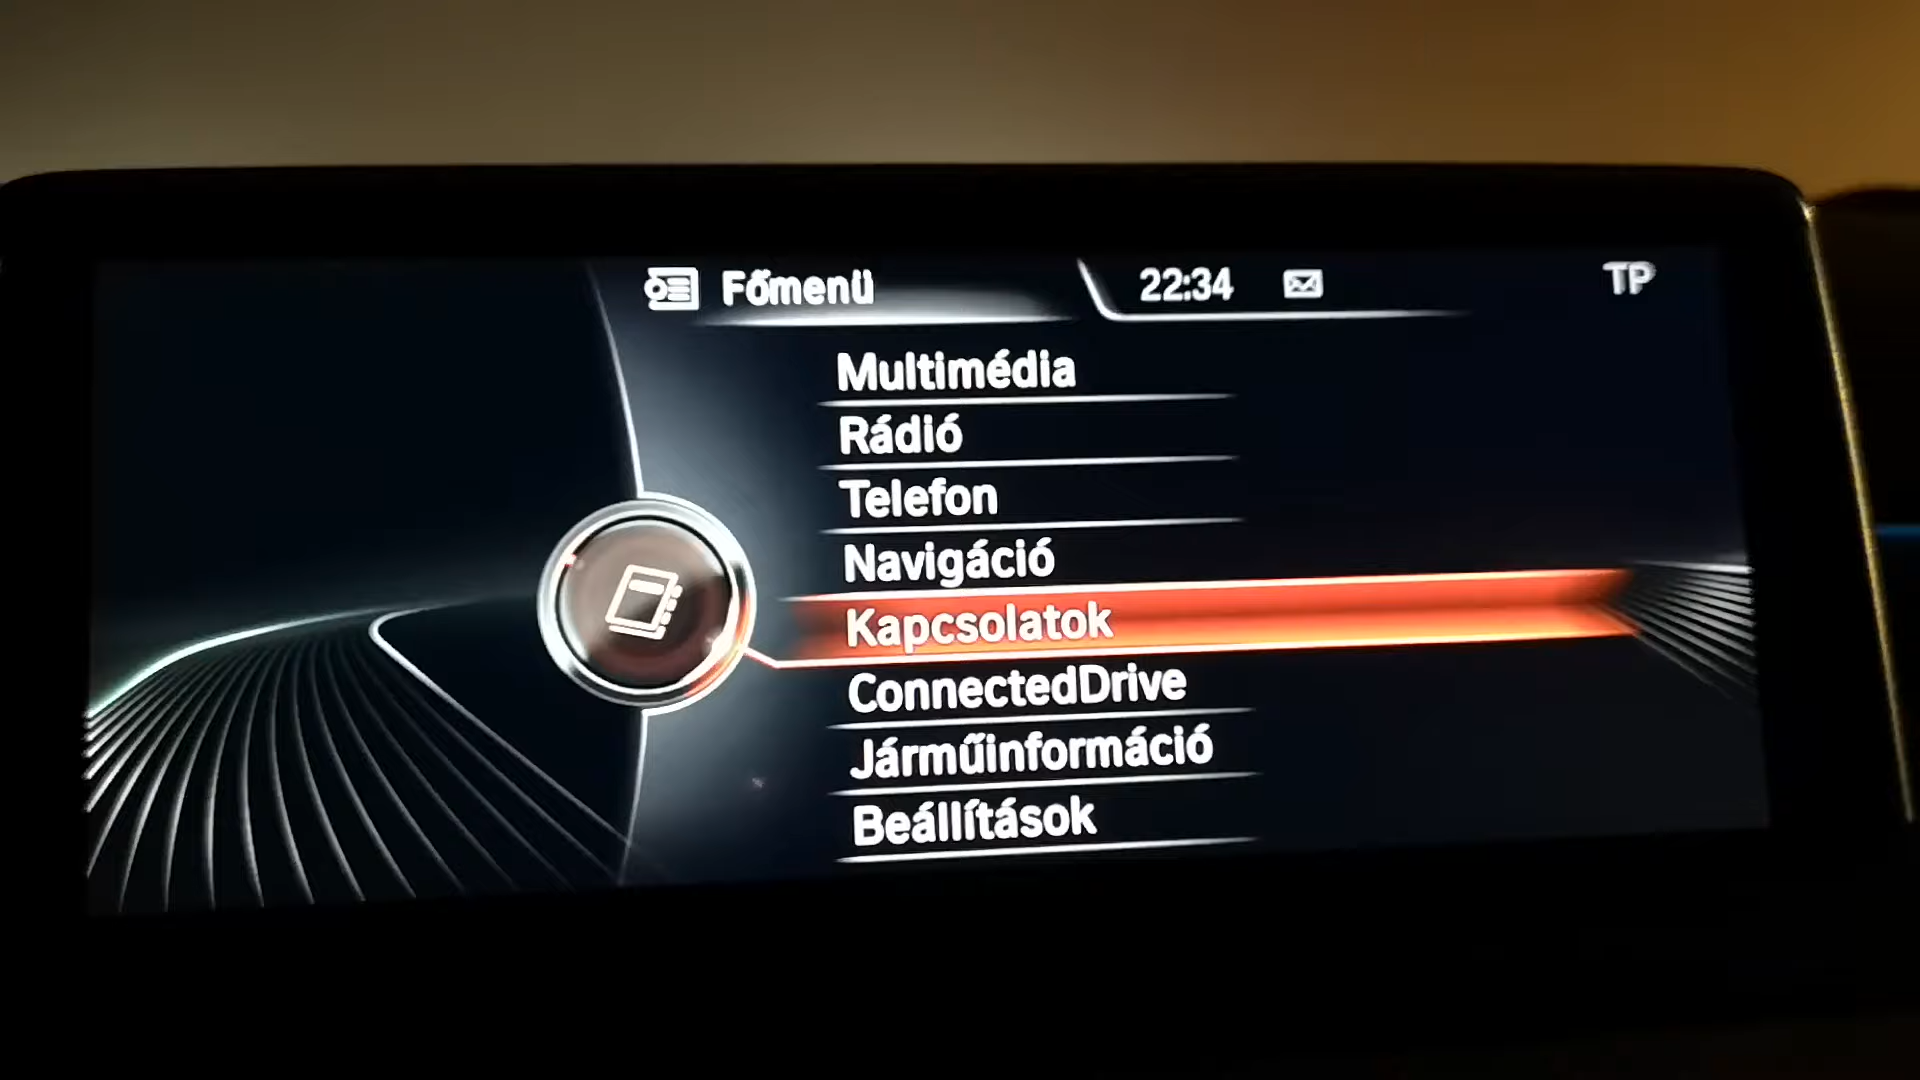 Főmenü 22:34 TP
Multimédia
Rádió
Telefon
Navigáció
Kapcsolatok
ConnectedDrive
Járműinformáció
Beállítások